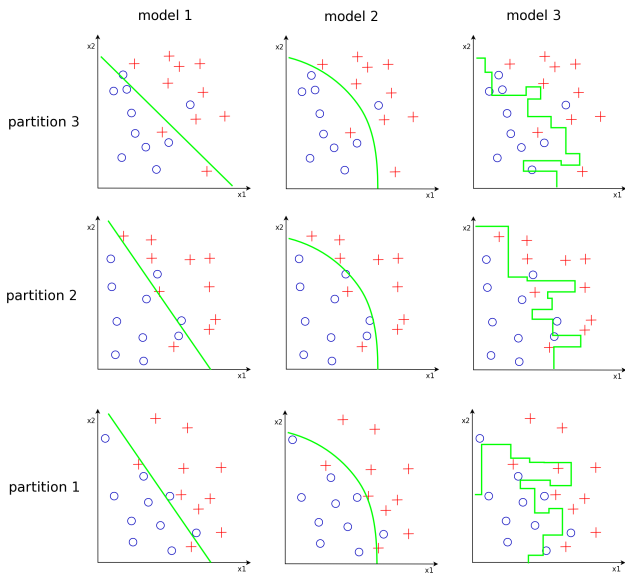 model 1 model 2 model 3
x2 x2 x2
partition 3
x1 x1 x1
x2 x2 x2
partition 2
x1 x1 x1
x2 x2 x2
partition 1
x1 x1 x1